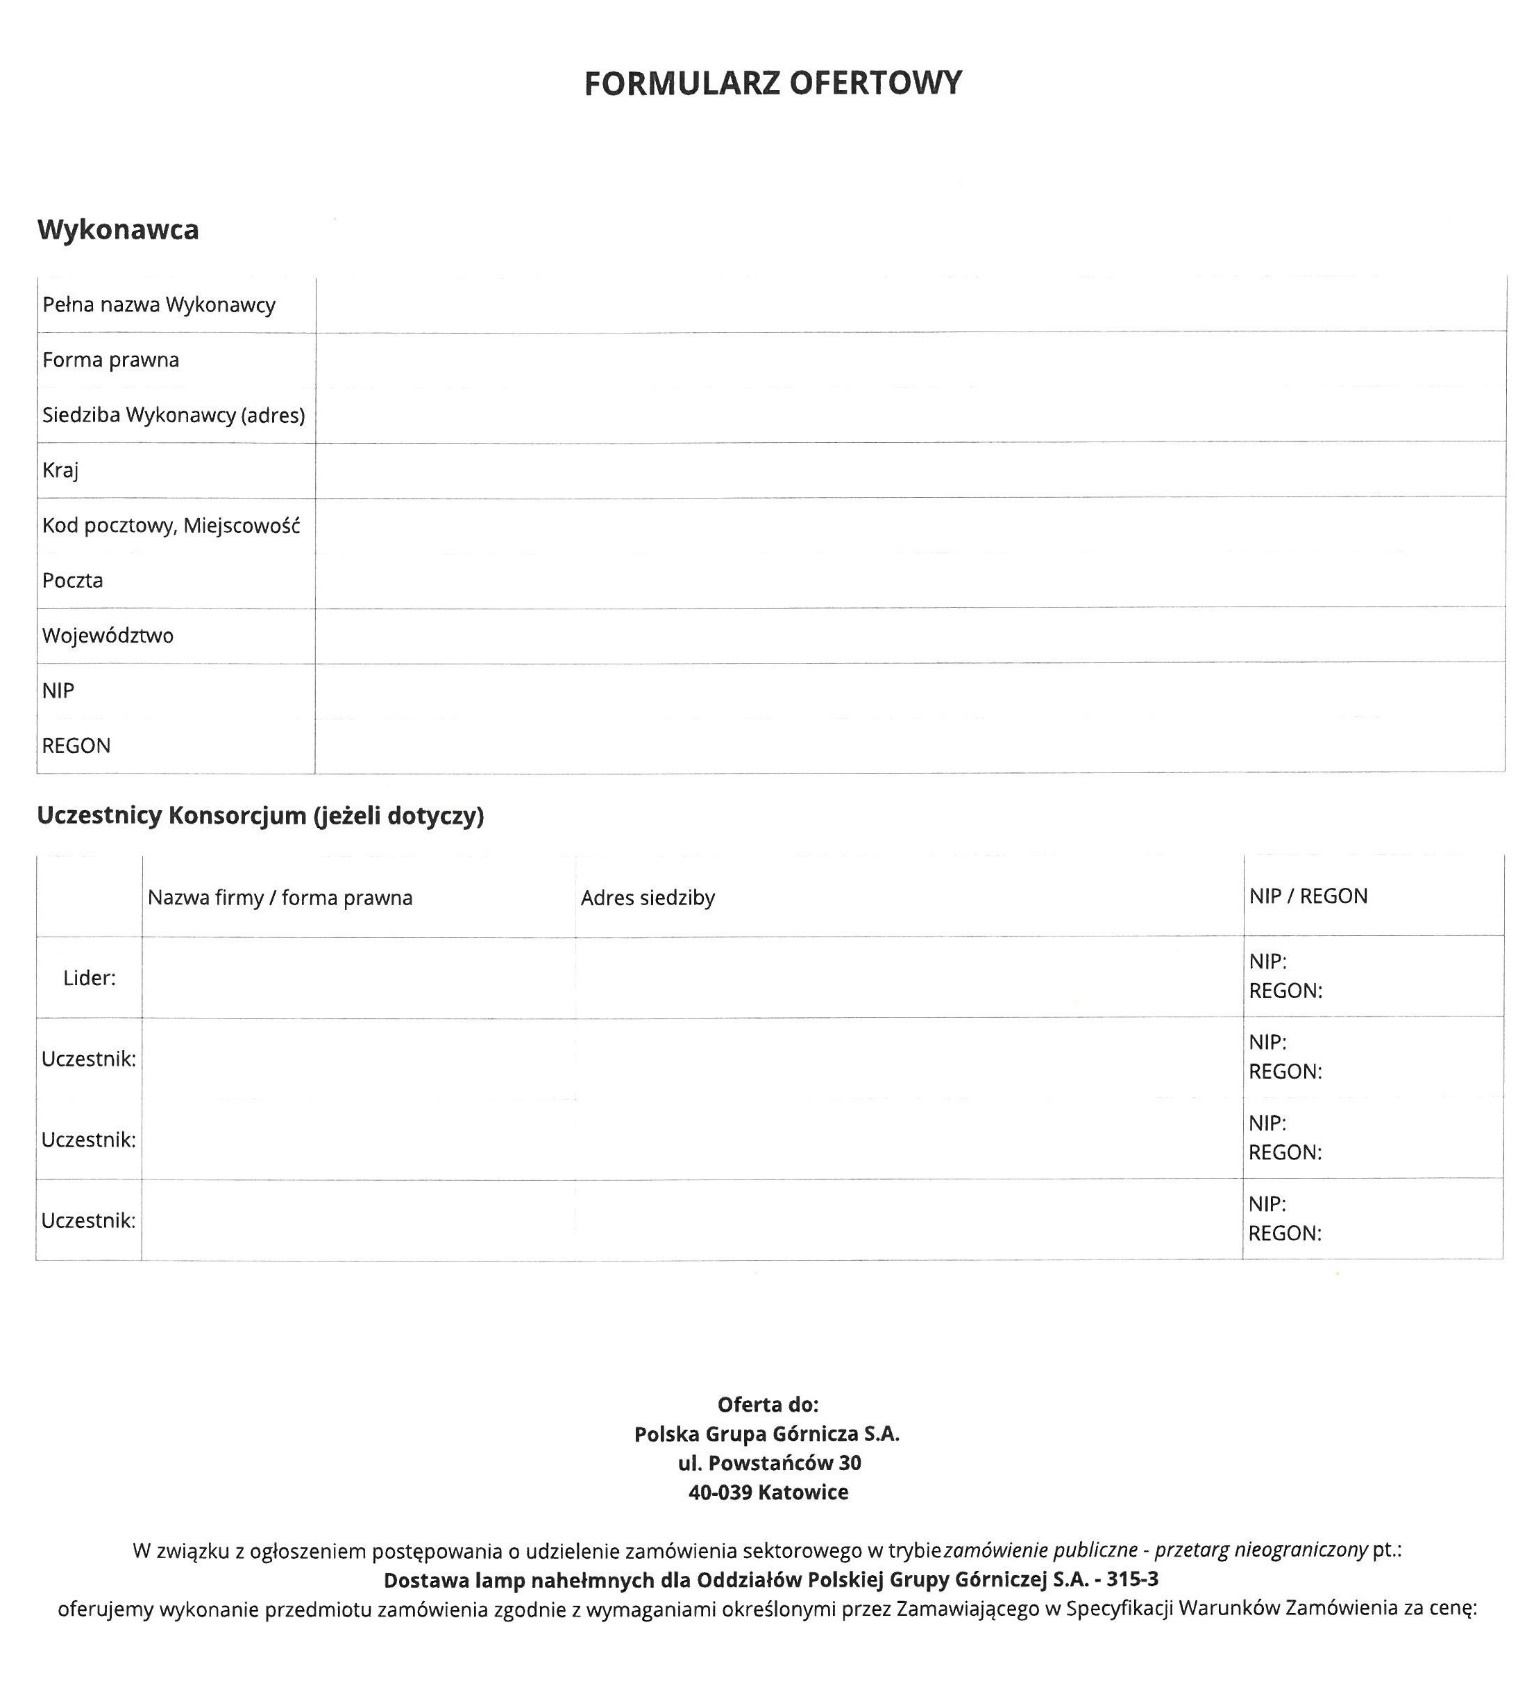 FORMULARZ OFERTOWY
Wykonawca
Pełna nazwa Wykonawcy
Forma prawna
Siedziba Wykonawcy (adres)
Kraj
Kod pocztowy, Miejscowość
Poczta
Województwo
NIP
REGON
Uczestnicy Konsorcjum (jeżeli dotyczy)
Nazwa firmy / forma prawna Adres siedziby NIP / REGON
Lider: NIP:
REGON:
Uczestnik: NIP:
REGON:
Uczestnik: NIP:
REGON:
Uczestnik: NIP:
REGON:
Oferta do:
Polska Grupa Górnicza S.A.
ul. Powstańców 30
40-039 Katowice
W związku z ogłoszeniem postępowania o udzielenie zamówienia sektorowego w trybiezamówienie publiczne - przetarg nieograniczony pt.:
Dostawa lamp nahełmnych dla Oddziałów Polskiej Grupy Górniczej S.A. - 315-3
oferujemy wykonanie przedmiotu zamówienia zgodnie z wymaganiami określonymi przez Zamawiającego w Specyfikacji Warunków Zamówienia za cenę: